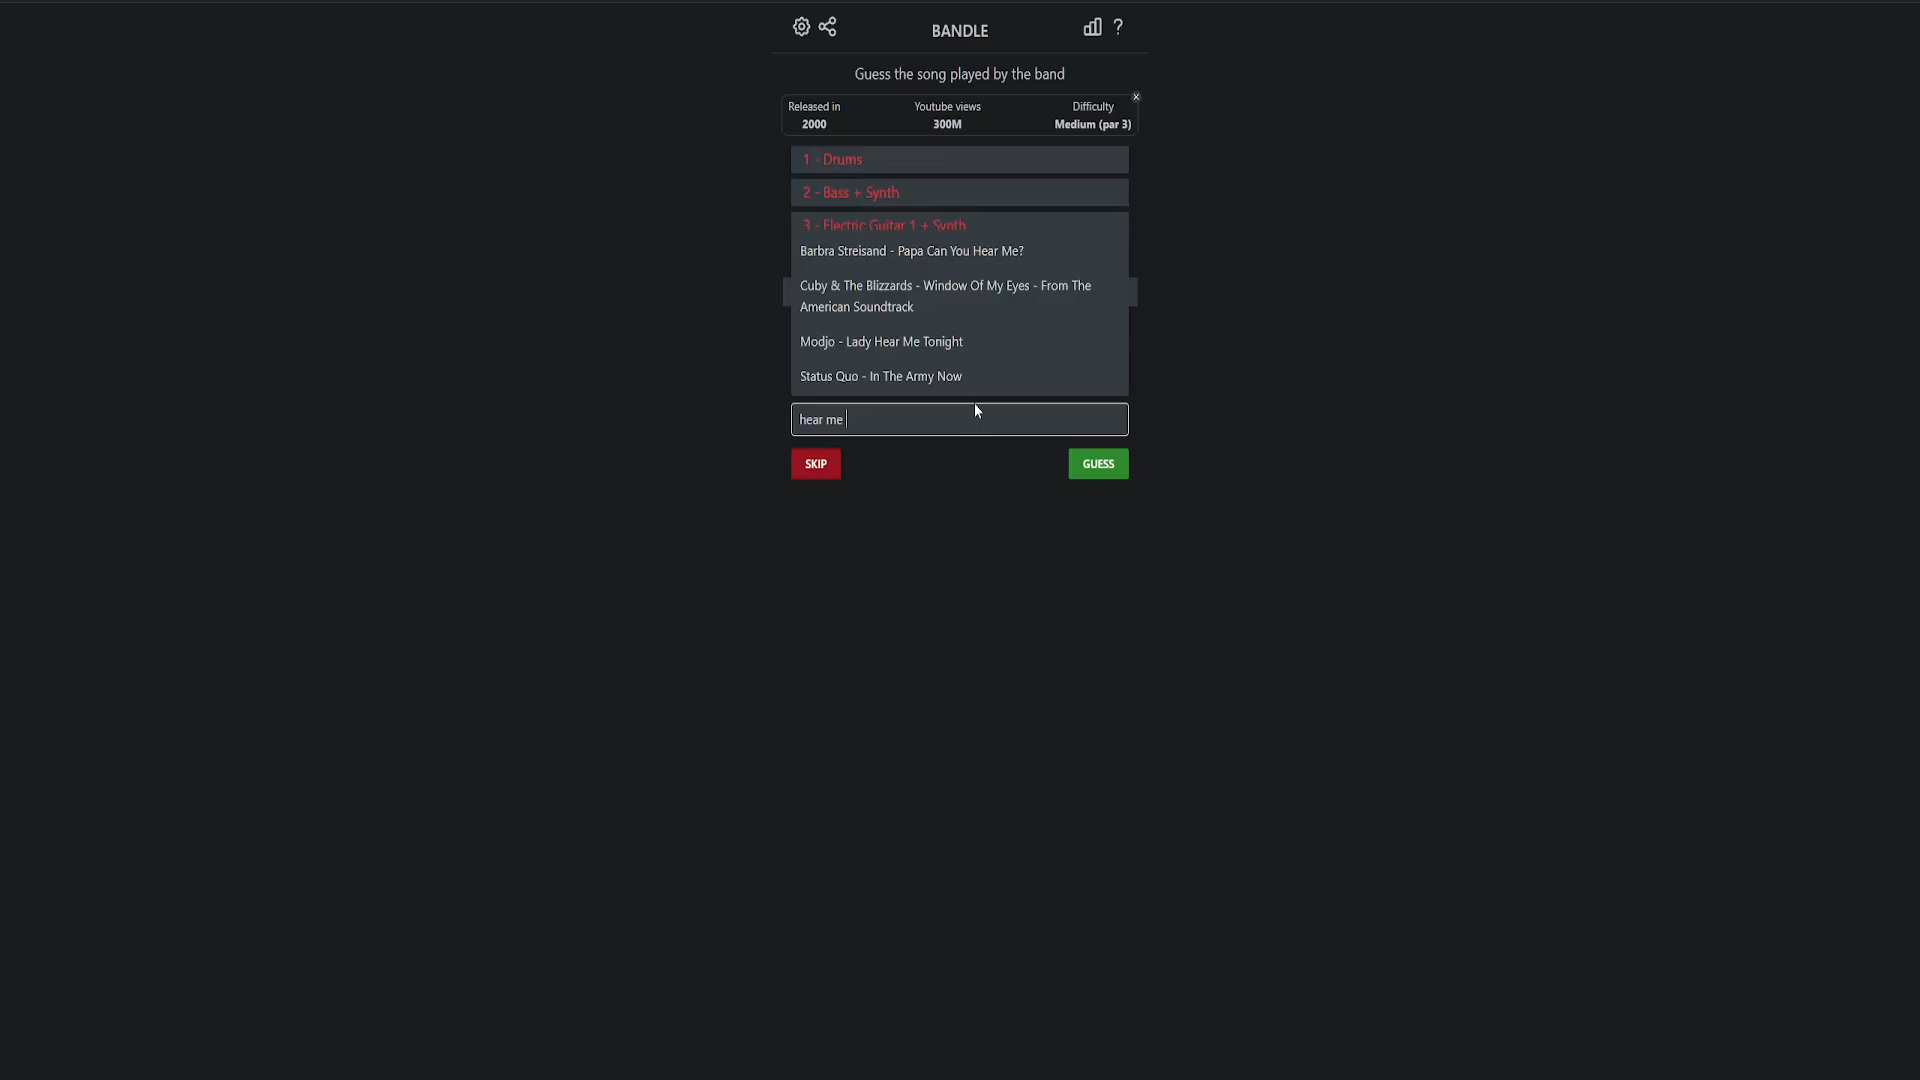 BANDLE
?
Guess the song played by the band
Released in
2000
Youtube views
300M
Difficulty
Medium (par 3)
1 - Drums
2 - Bass + Synth
3 - Electric Guitar 1 + Synth
Barbra Streisand - Papa Can You Hear Me?
Cuby & The Blizzards - Window Of My Eyes - From The
American Soundtrack
Modjo - Lady Hear Me Tonight
Status Quo - In The Army Now
hear me
SKIP
GUESS